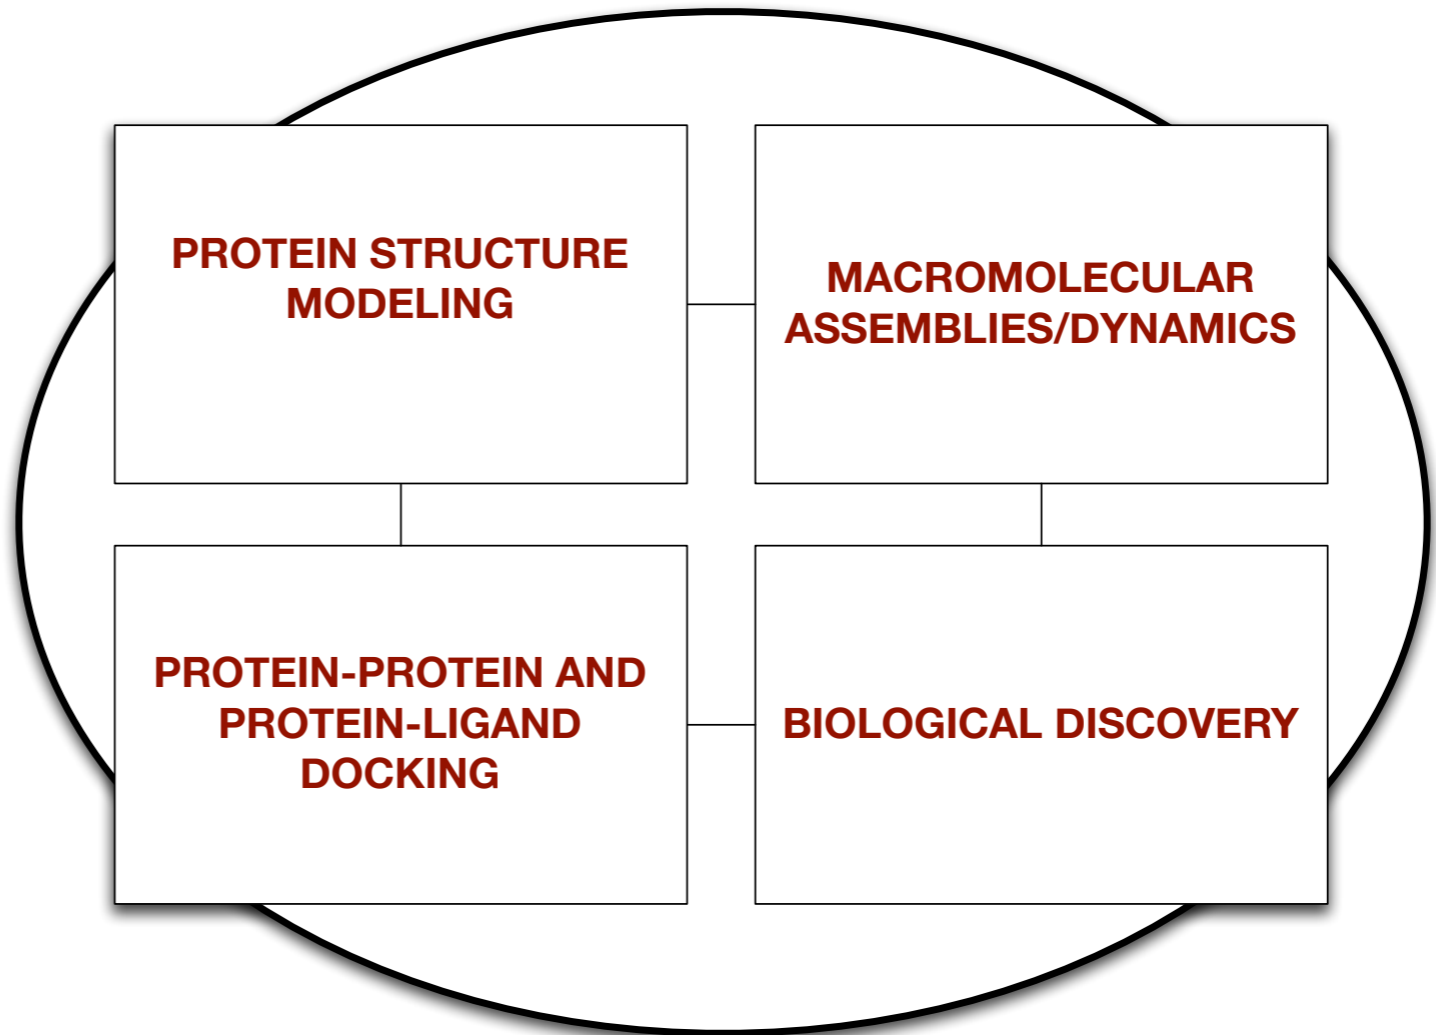 PROTEIN STRUCTURE
MODELING
MACROMOLECULAR
ASSEMBLIES/DYNAMICS
PROTEIN-PROTEIN AND
PROTEIN-LIGAND
DOCKING
BIOLOGICAL DISCOVERY